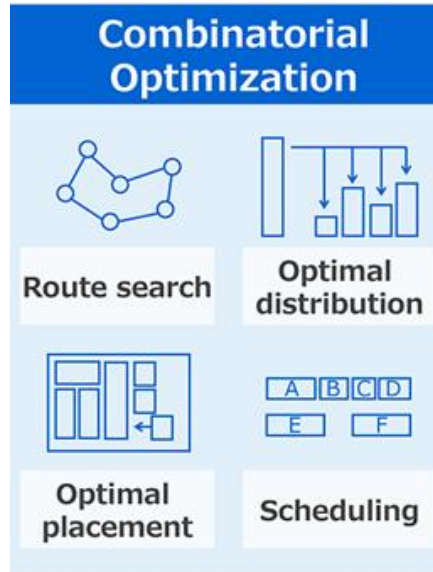 Combinatorial
Optimization
Route search
Optimal
distribution
A B C D
E F
Optimal
placement
Scheduling